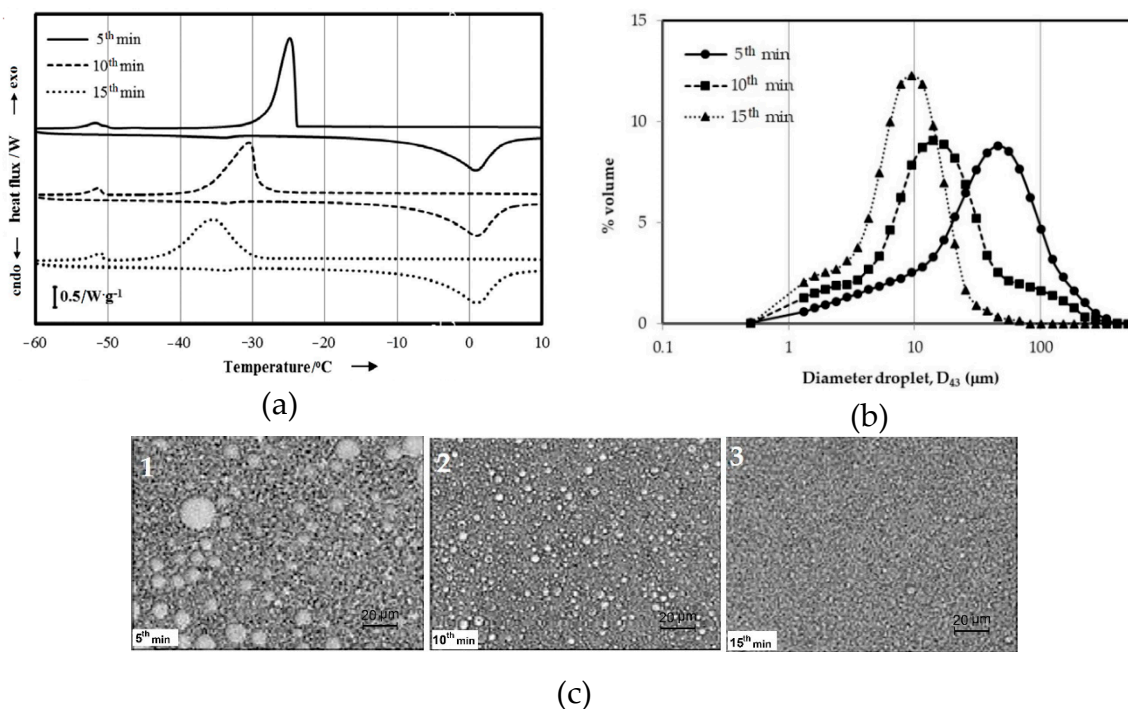 5th min
10th min
15th min
endo ← heat flux /W → exo
0.5/W·g-1
-60 -50 -40 -30 -20 -10 0 10
Temperature/ºC →
(a)
15
10
5
0
5th min
10th min
15th min
% volume
0.1 1 10 100
Diameter droplet, D43 (µm)
(b)
1
20 µm
5th min
2
20 µm
10th min
3
20 µm
15th min
(c)